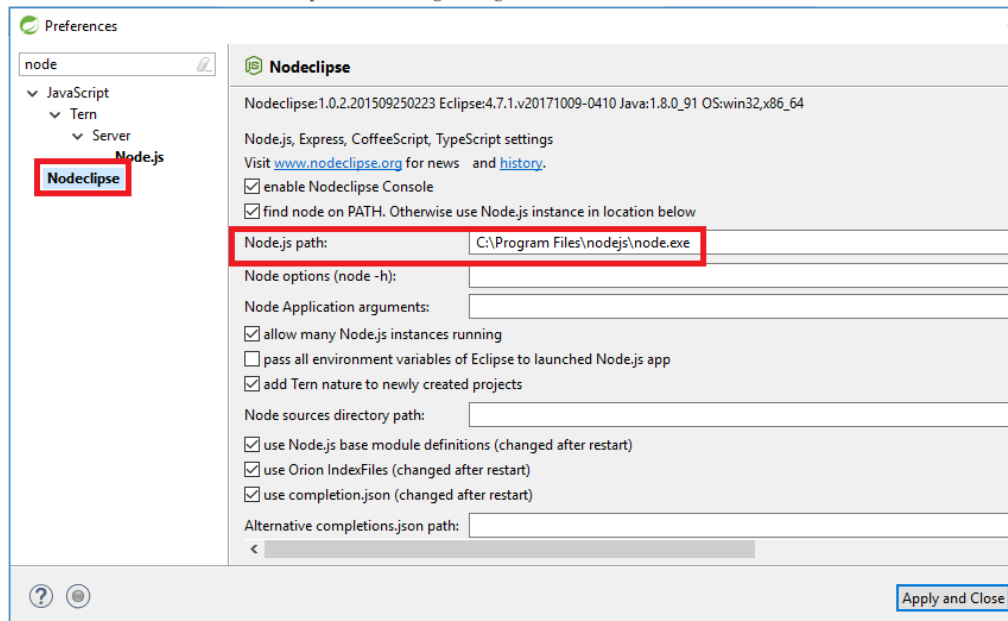 Preferences
node
JavaScript
Tern
Server
Node.js
Nodeclipse
Nodeclipse
Nodeclipse:1.0.2.201509250223 Eclipse:4.7.1.v20171009-0410 Java:1.8.0_91 OS:win32,x86_64
Node.js, Express, CoffeeScript, TypeScript settings
Visit www.nodeclipse.org for news and history.
enable Nodeclipse Console
find node on PATH. Otherwise use Node.js instance in location below
Node.js path: C:\Program Files\nodejs\node.exe
Node options (node -h):
Node Application arguments:
allow many Node.js instances running
pass all environment variables of Eclipse to launched Node.js app
add Tern nature to newly created projects
Node sources directory path:
use Node.js base module definitions (changed after restart)
use Orion IndexFiles (changed after restart)
use completion.json (changed after restart)
Alternative completions.json path:
Apply and Close